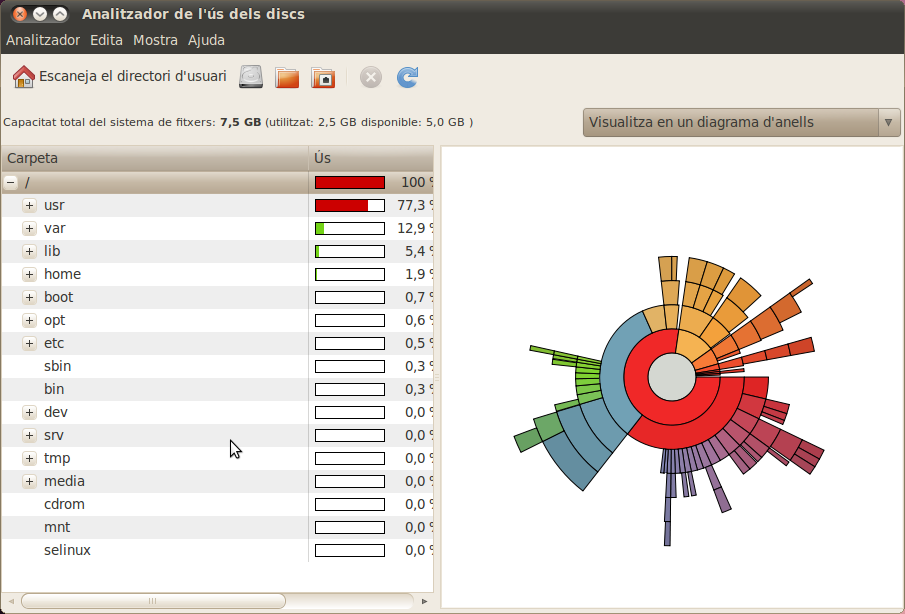 Analitzador de l'ús dels discs
Analitzador Edita Mostra Ajuda
Escaneja el directori d'usuari
Capacitat total del sistema de fitxers: 7,5 GB (utilitzat: 2,5 GB disponible: 5,0 GB )
Visualitza en un diagrama d'anells
Carpeta Ús
/ 100 %
usr 77,3 %
var 12,9 %
lib 5,4 %
home 1,9 %
boot 0,7 %
opt 0,6 %
etc 0,5 %
sbin 0,3 %
bin 0,3 %
dev 0,0 %
srv 0,0 %
tmp 0,0 %
media 0,0 %
cdrom 0,0 %
mnt 0,0 %
selinux 0,0 %